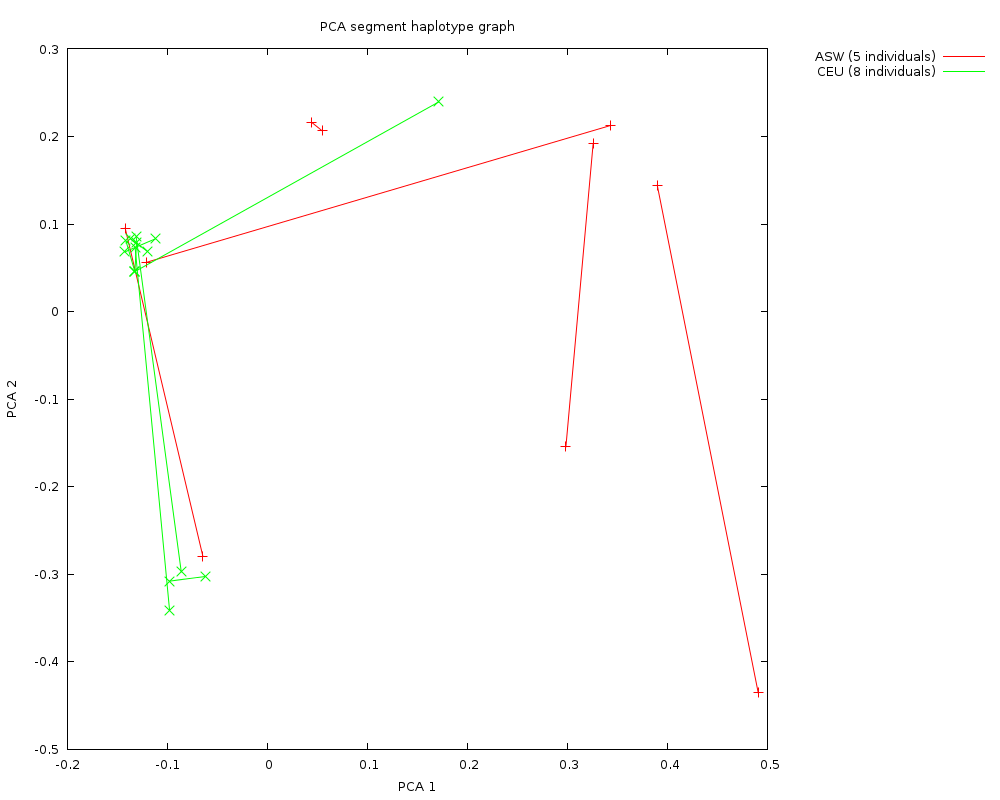 PCA segment haplotype graph
ASW (5 individuals)
CEU (8 individuals)
0.3
0.2
0.1
0
-0.1
-0.2
-0.3
-0.4
-0.5
PCA 2
-0.2 -0.1 0 0.1 0.2 0.3 0.4 0.5
PCA 1